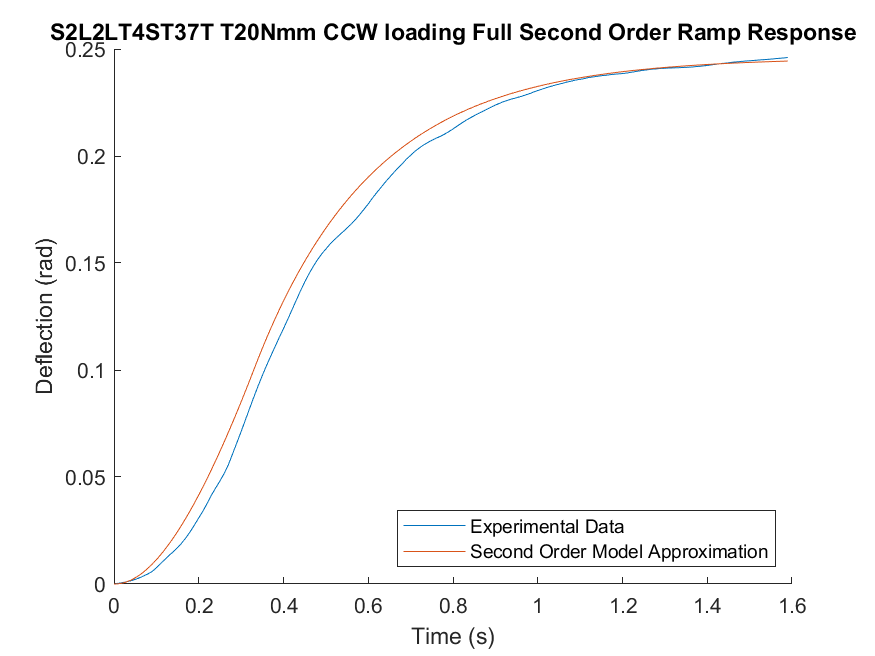 S2L2LT4ST37T T20Nmm CCW loading Full Second Order Ramp Response
0.25
0.2
0.15
0.1
0.05
0
Deflection (rad)
Experimental Data
Second Order Model Approximation
0 0.2 0.4 0.6 0.8 1 1.2 1.4 1.6
Time (s)